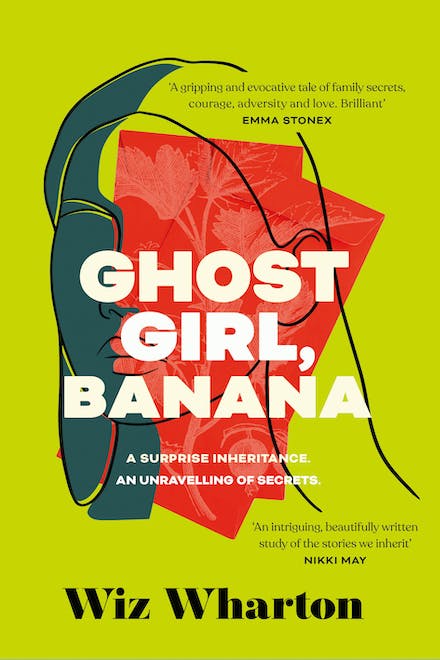 'A gripping and evocative tale of family secrets,
courage, adversity and love. Brilliant'
EMMA STONEX
GHOST
GIRL,
BANANA
A SURPRISE INHERITANCE.
AN UNRAVELLING OF SECRETS.
'An intriguing, beautifully written
study of the stories we inherit'
NIKKI MAY
Wiz Wharton